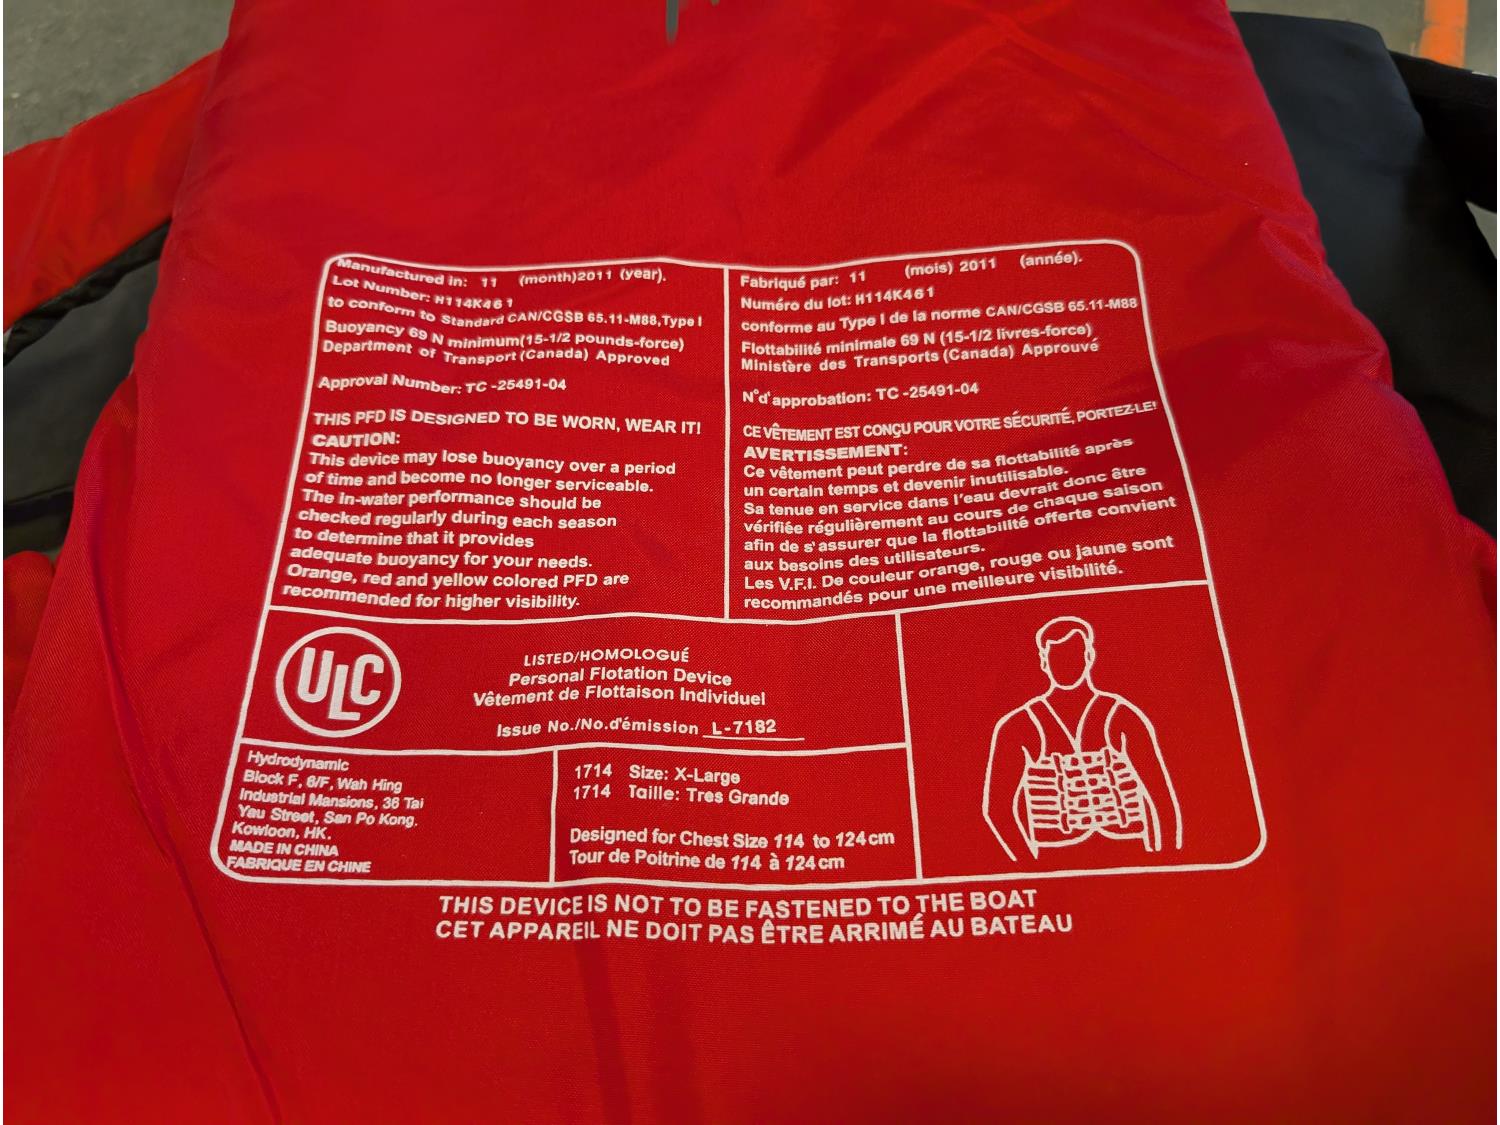 Manufactured in: 11 (month)2011 (year).
Lot Number: H114K461
to conform to Standard CAN/CGSB 65.11-M88,Type I
Buoyancy 69 N minimum(15-1/2 pounds-force)
Department of Transport (Canada) Approved
Approval Number: TC -25491-04
THIS PFD IS DESIGNED TO BE WORN, WEAR IT!
CAUTION:
This device may lose buoyancy over a period
of time and become no longer serviceable.
The in-water performance should be
checked regularly during each season
to determine that it provides
adequate buoyancy for your needs.
Orange, red and yellow colored PFD are
recommended for higher visibility.
Fabriqué par: 11 (mois) 2011 (année).
Numéro du lot: H114K461
conforme au Type I de la norme CAN/CGSB 65.11-M88
Flottabilité minimale 69 N (15-1/2 livres-force)
Ministère des Transports (Canada) Approuvé
N°d'approbation: TC -25491-04
CE VÊTEMENT EST CONÇU POUR VOTRE SÉCURITÉ, PORTEZ-LE!
AVERTISSEMENT:
Ce vêtement peut perdre de sa flottabilité après
un certain temps et devenir inutilisable.
Sa tenue en service dans l'eau devrait donc être
vérifiée régulièrement au cours de chaque saison
afin de s'assurer que la flottabilité offerte convient
aux besoins des utilisateurs.
Les V.F.I. De couleur orange, rouge ou jaune sont
recommandés pour une meilleure visibilité.
ULC
LISTED/HOMOLOGUÉ
Personal Flotation Device
Vêtement de Flottaison Individuel
Issue No./No.d'émission L-7182
Hydrodynamic
Block F, 6/F, Wah Hing
Industrial Mansions, 36 Tai
Yau Street, San Po Kong.
Kowloon, HK.
MADE IN CHINA
FABRIQUE EN CHINE
1714 Size: X-Large
1714 Taille: Tres Grande
Designed for Chest Size 114 to 124 cm
Tour de Poitrine de 114 à 124 cm
THIS DEVICE IS NOT TO BE FASTENED TO THE BOAT
CET APPAREIL NE DOIT PAS ÊTRE ARRIMÉ AU BATEAU